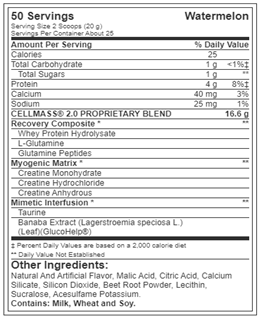 50 Servings Watermelon
Serving Size 2 Scoops (20 g)
Servings Per Container About 25
Amount Per Serving % Daily Value
Calories 25
Total Carbohydrate 1 g <1%‡
Total Sugars 1 g **
Protein 4 g 8%‡
Calcium 40 mg 3%
Sodium 25 mg 1%
CELLMASS® 2.0 PROPRIETARY BLEND 16.6 g
Recovery Composite * **
Whey Protein Hydrolysate
L-Glutamine
Glutamine Peptides
Myogenic Matrix * **
Creatine Monohydrate
Creatine Hydrochloride
Creatine Anhydrous
Mimetic Interfusion * **
Taurine
Banaba Extract (Lagerstroemia speciosa L.)
(Leaf)(GlucoHelp®)
‡ Percent Daily Values are based on a 2,000 calorie diet
** Daily Value Not Established
Other Ingredients:
Natural And Artificial Flavor, Malic Acid, Citric Acid, Calcium
Silicate, Silicon Dioxide, Beet Root Powder, Lecithin,
Sucralose, Acesulfame Potassium.
Contains: Milk, Wheat and Soy.